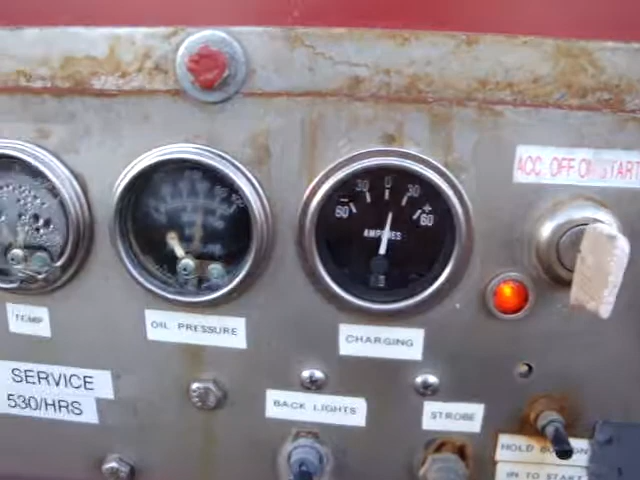 ACC OFF ON START
30 0 30
- 60 + 60
AMPERES
TEMP
OIL PRESSURE
CHARGING
SERVICE
530/HRS
BACK LIGHTS
STROBE
HOLD
IN TO START